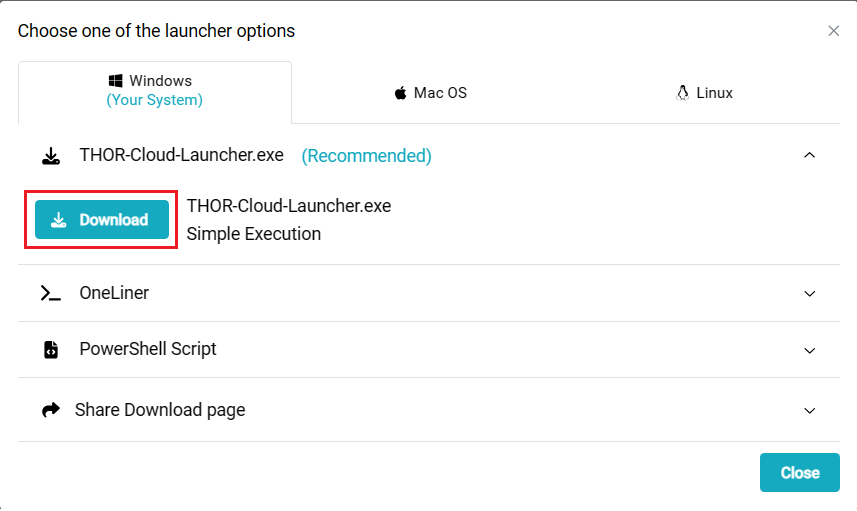 Choose one of the launcher options
Windows
(Your System)
Mac OS
Linux
THOR-Cloud-Launcher.exe (Recommended)
Download
THOR-Cloud-Launcher.exe
Simple Execution
OneLiner
PowerShell Script
Share Download page
Close